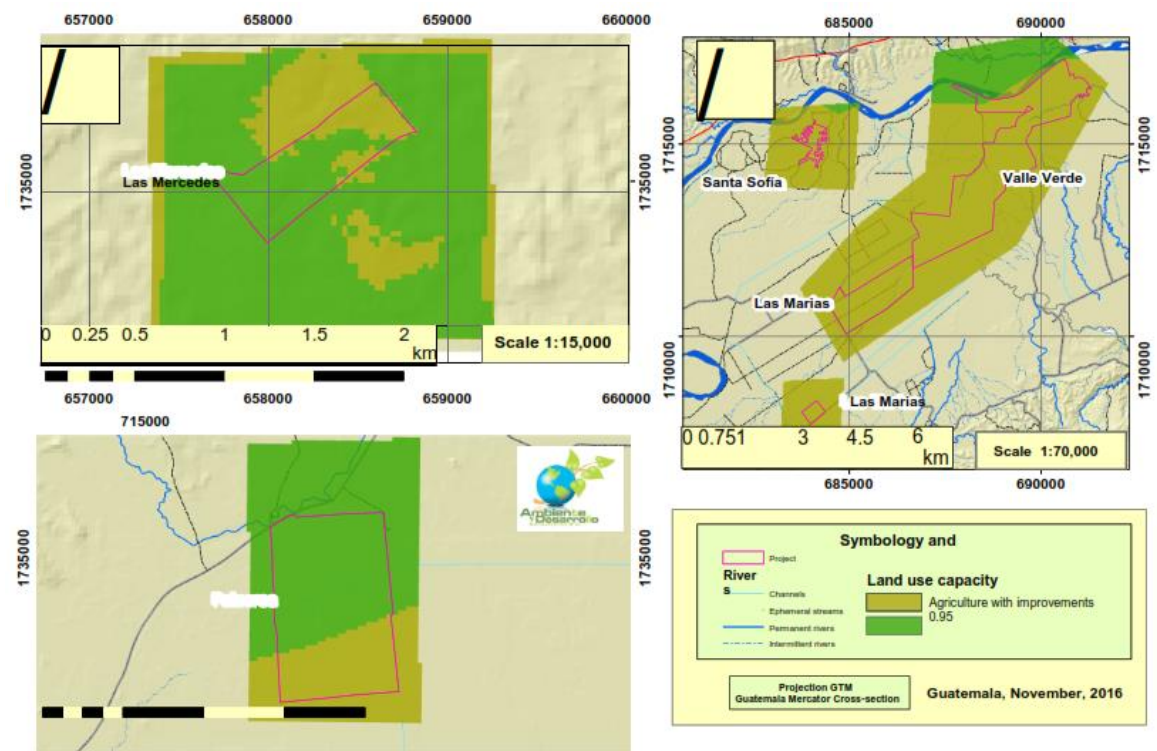 657000 658000 659000 660000
1735000
1735000
Las Mercedes
0 0.25 0.5 1 1.5 2
km
Scale 1:15,000
657000 658000 659000 660000
715000
1735000
1735000
Ambiente
y Desarrollo
685000 690000
1715000
1715000
Santa Sofía
Valle Verde
Las Marias
1710000
1710000
Las Marias
0 0.751 3 4.5 6
km
Scale 1:70,000
685000 690000
Symbology and
Project
River
s
Channels
Ephemeral streams
Permanent rivers
Intermittent rivers
Land use capacity
Agriculture with improvements
0.95
Projection GTM
Guatemala Mercator Cross-section
Guatemala, November, 2016